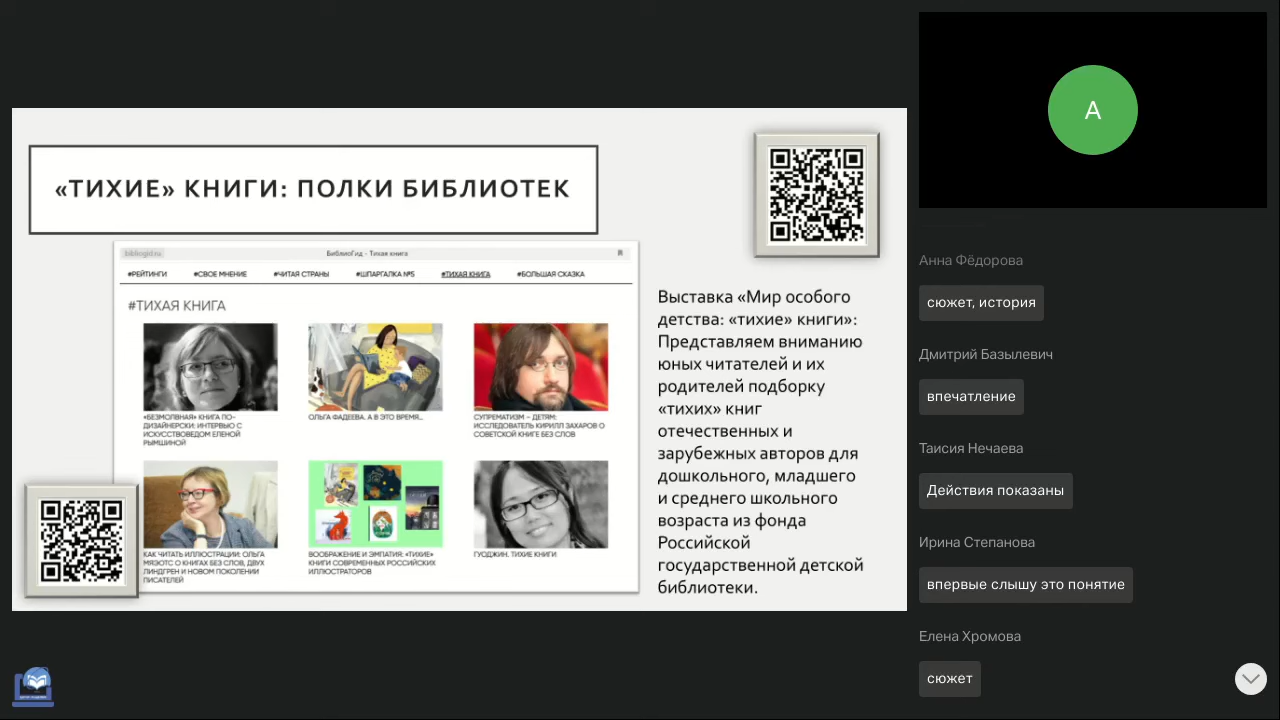 «ТИХИЕ» КНИГИ: ПОЛКИ БИБЛИОТЕК
bibliogid.ru
БиблиоГид - Тихая книга
#РЕЙТИНГИ #СВОЕ МНЕНИЕ #ЧИТАЯ СТРАНЫ #ШПАРГАЛКА №5 #ТИХАЯ КНИГА #БОЛЬШАЯ СКАЗКА
#ТИХАЯ КНИГА
«БЕЗМОЛВНАЯ» КНИГА ПО-
ДИЗАЙНЕРСКИ: ИНТЕРВЬЮ С
ИСКУССТВОВЕДОМ ЕЛЕНОЙ
РЫМШИНОЙ
ОЛЬГА ФАДЕЕВА. А В ЭТО ВРЕМЯ...
СУПРЕМАТИЗМ – ДЕТЯМ:
ИССЛЕДОВАТЕЛЬ КИРИЛЛ ЗАХАРОВ О
СОВЕТСКОЙ КНИГЕ БЕЗ СЛОВ
КАК ЧИТАТЬ ИЛЛЮСТРАЦИИ: ОЛЬГА
МЯЭОТС О КНИГАХ БЕЗ СЛОВ, ДВУХ
ЛИНДГРЕН И НОВОМ ПОКОЛЕНИИ
ПИСАТЕЛЕЙ
ВООБРАЖЕНИЕ И ЭМПАТИЯ: «ТИХИЕ»
КНИГИ СОВРЕМЕННЫХ РОССИЙСКИХ
ИЛЛЮСТРАТОРОВ
ГУОДЖИН. ТИХИЕ КНИГИ
Выставка «Мир особого
детства: «тихие» книги»:
Представляем вниманию
юных читателей и их
родителей подборку
«тихих» книг
отечественных и
зарубежных авторов для
дошкольного, младшего
и среднего школьного
возраста из фонда
Российской
государственной детской
библиотеки.
A
Анна Фёдорова
сюжет, история
Дмитрий Базылевич
впечатление
Таисия Нечаева
Действия показаны
Ирина Степанова
впервые слышу это понятие
Елена Хромова
сюжет